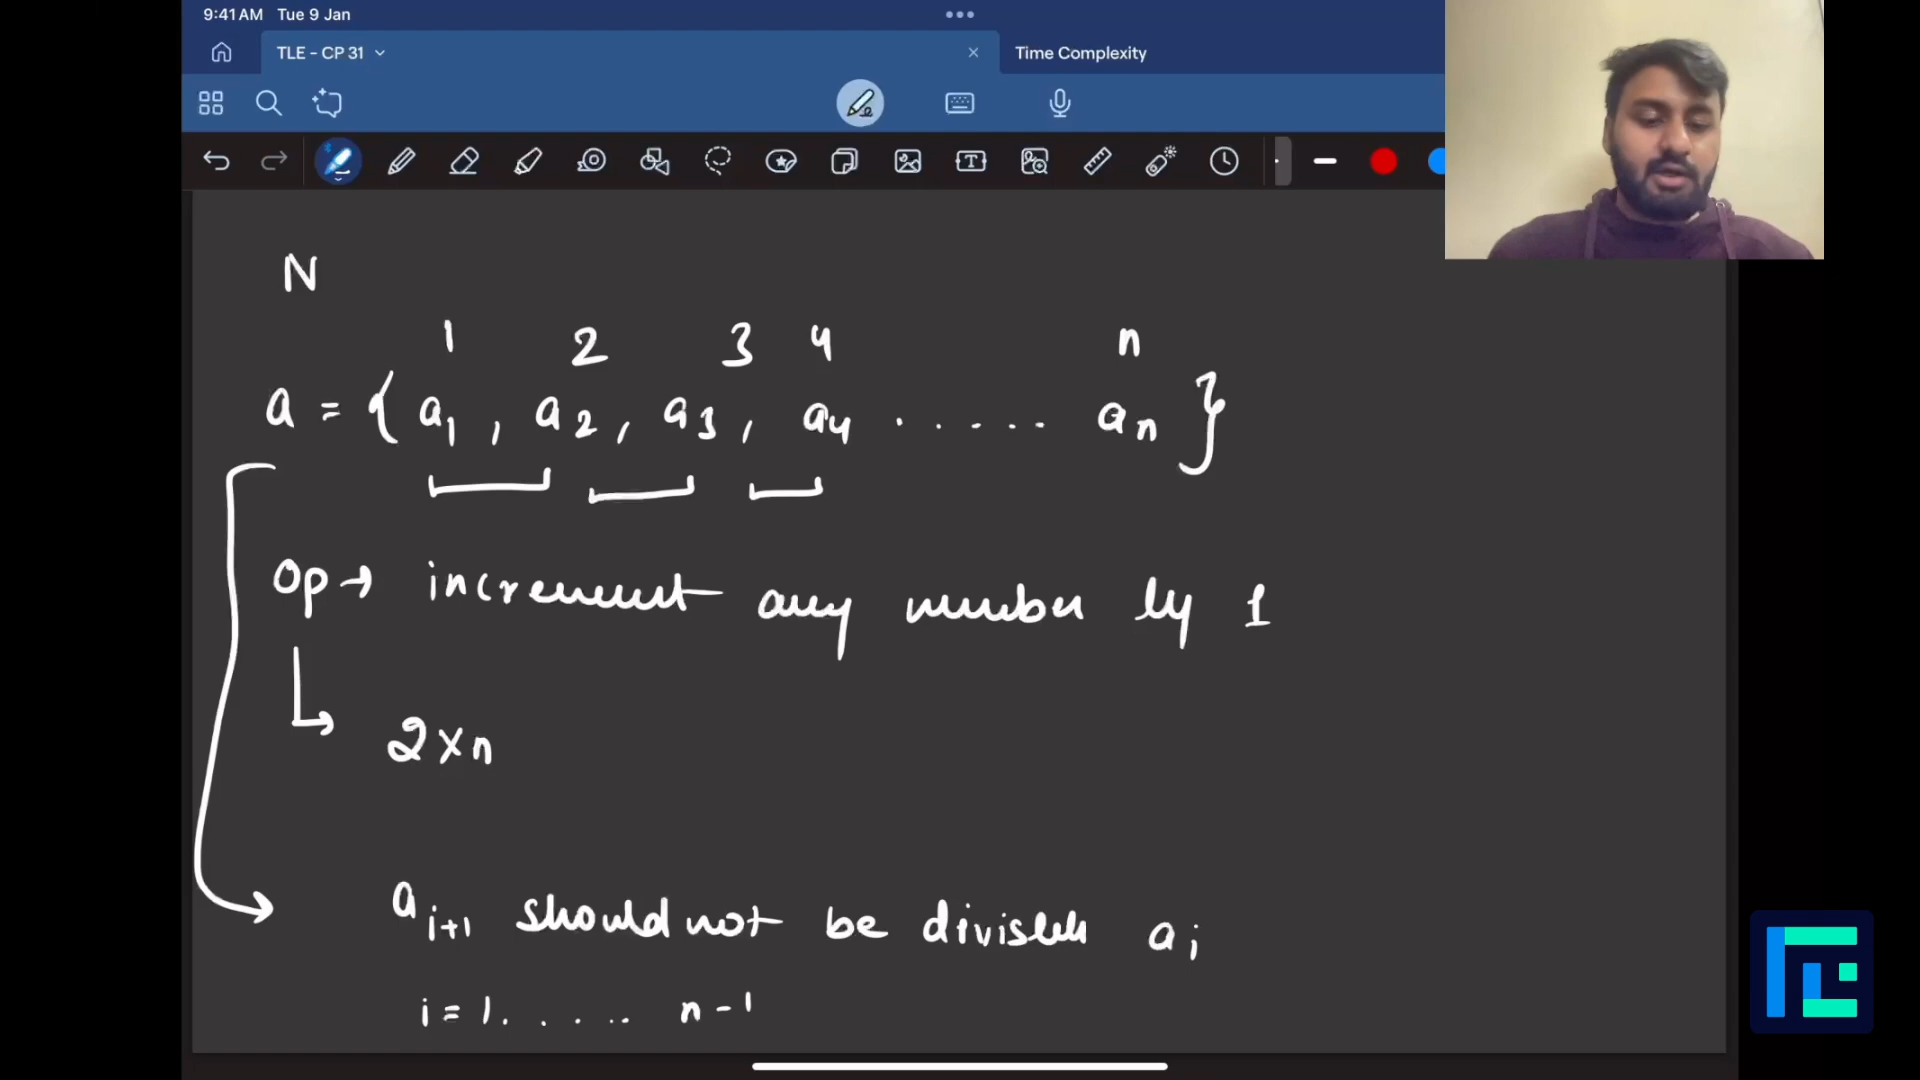 9:41 AM Tue 9 Jan
TLE - CP 31
Time Complexity
N
1 2 3 4 n
a = { a1 , a2 , a3 , a4 . . . . . an }
Op → increment any number by 1
2 x n
a i+1 should not be divisible ai
i = 1 . . . . . n - 1